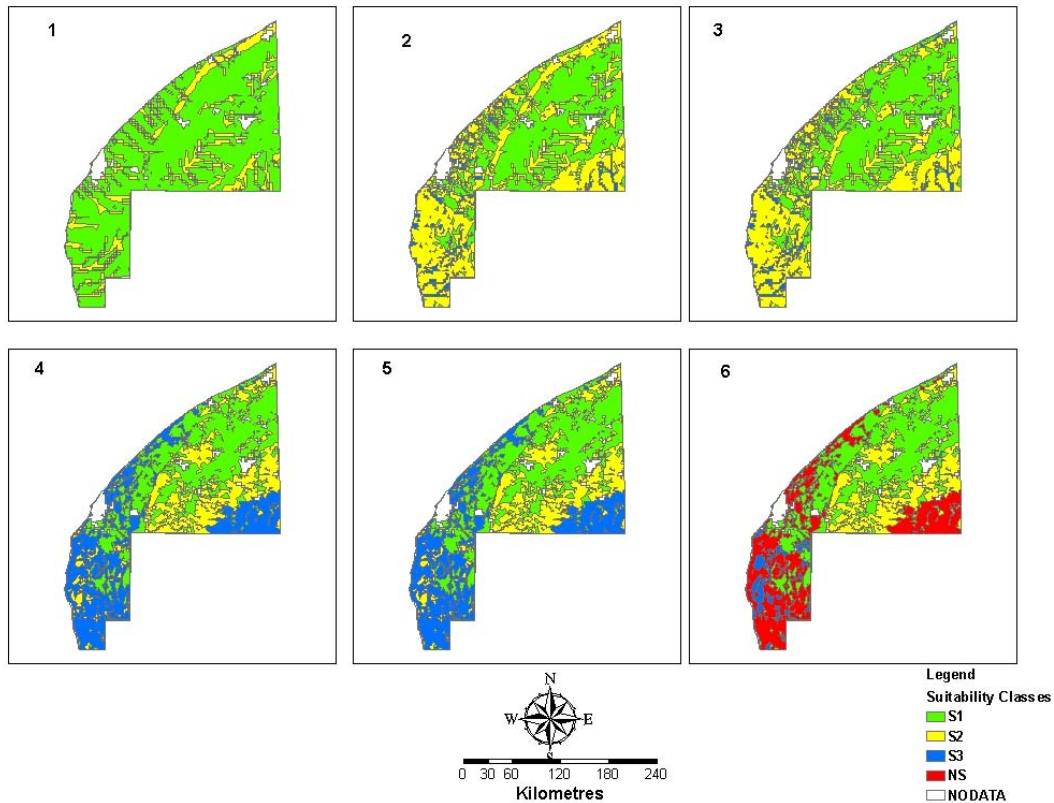 1
2
3
4
5
6
N
W E
S
0 30 60 120 180 240
Kilometres
Legend
Suitability Classes
S1
S2
S3
NS
NODATA